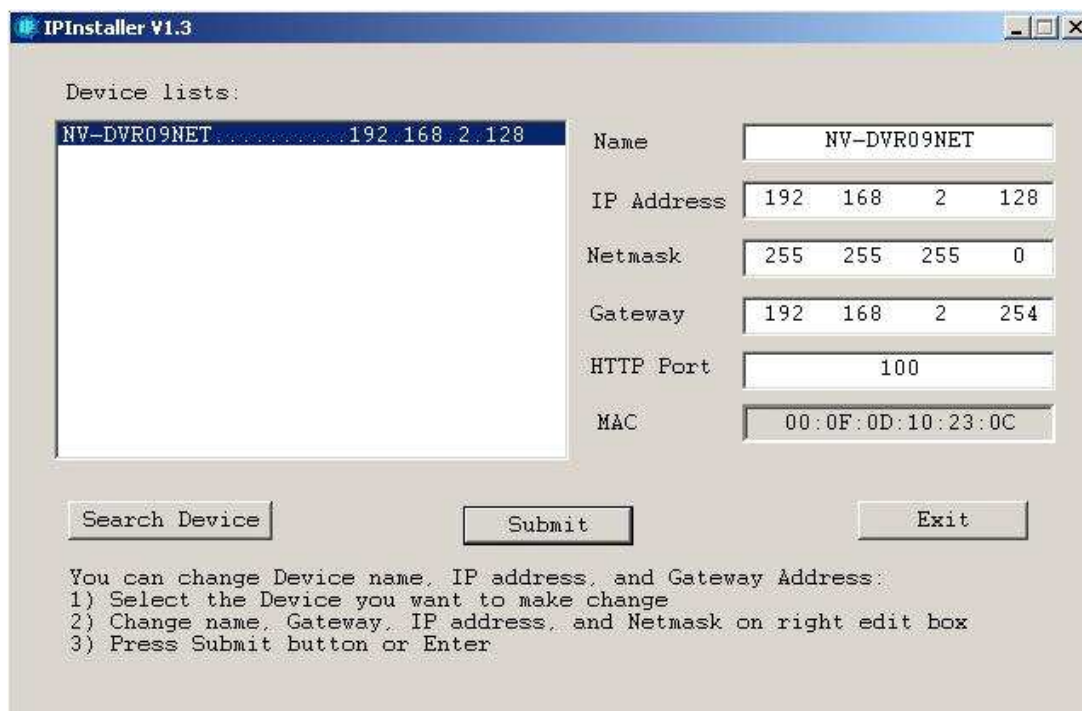 IPInstaller V1.3
Device lists:
NV-DVR09NET..........192.168.2.128
Name NV-DVR09NET
IP Address 192 168 2 128
Netmask 255 255 255 0
Gateway 192 168 2 254
HTTP Port 100
MAC 00:0F:0D:10:23:0C
Search Device Submit Exit
You can change Device name, IP address, and Gateway Address:
1) Select the Device you want to make change
2) Change name, Gateway, IP address, and Netmask on right edit box
3) Press Submit button or Enter